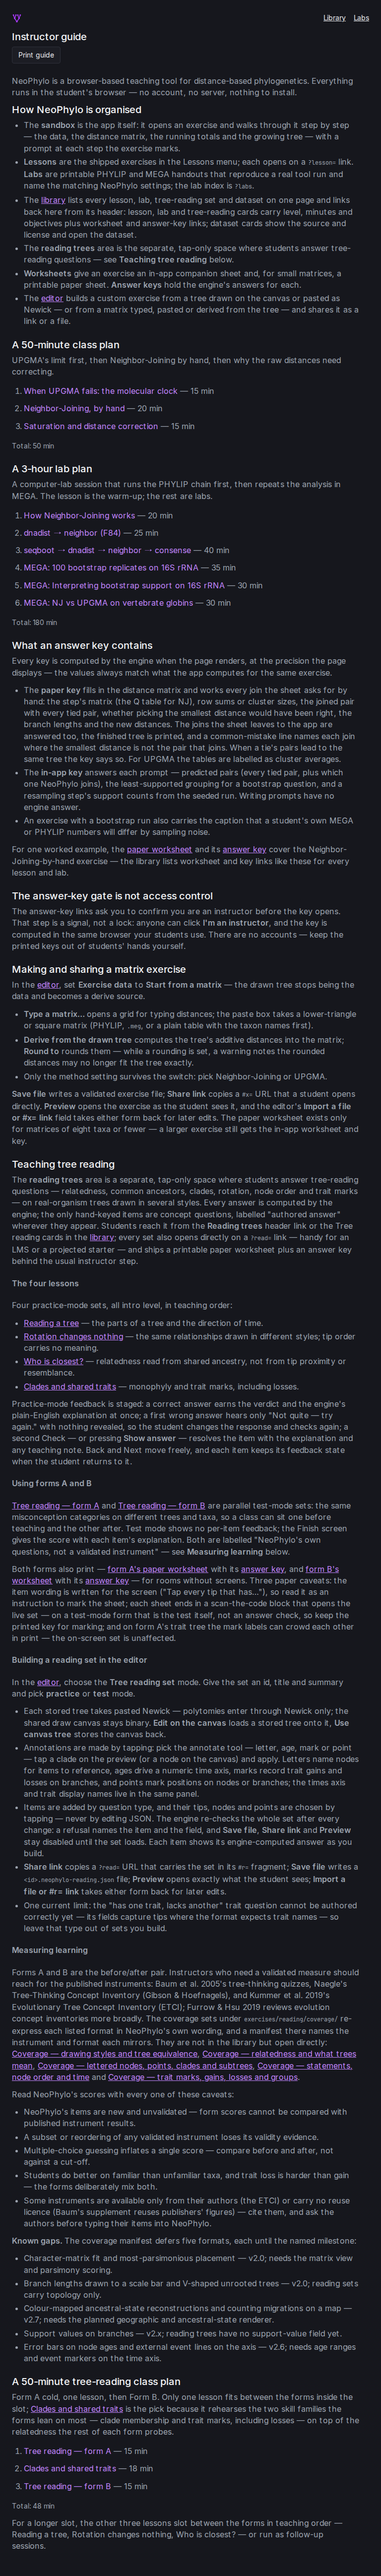 Library Labs
Instructor guide
Print guide
NeoPhylo is a browser-based teaching tool for distance-based phylogenetics. Everything
runs in the student's browser — no account, no server, nothing to install.
How NeoPhylo is organised
• The sandbox is the app itself: it opens an exercise and walks through it step by step
— the data, the distance matrix, the running totals and the growing tree — with a
prompt at each step the exercise marks.
• Lessons are the shipped exercises in the Lessons menu; each opens on a ?lesson= link.
Labs are printable PHYLIP and MEGA handouts that reproduce a real tool run and
name the matching NeoPhylo settings; the lab index is ?labs.
• The library lists every lesson, lab, tree-reading set and dataset on one page and links
back here from its header: lesson, lab and tree-reading cards carry level, minutes and
objectives plus worksheet and answer-key links; dataset cards show the source and
license and open the dataset.
• The reading trees area is the separate, tap-only space where students answer tree-
reading questions — see Teaching tree reading below.
• Worksheets give an exercise an in-app companion sheet and, for small matrices, a
printable paper sheet. Answer keys hold the engine's answers for each.
• The editor builds a custom exercise from a tree drawn on the canvas or pasted as
Newick — or from a matrix typed, pasted or derived from the tree — and shares it as a
link or a file.
A 50-minute class plan
UPGMA's limit first, then Neighbor-Joining by hand, then why the raw distances need
correcting.
1. When UPGMA fails: the molecular clock — 15 min
2. Neighbor-Joining, by hand — 20 min
3. Saturation and distance correction — 15 min
Total: 50 min
A 3-hour lab plan
A computer-lab session that runs the PHYLIP chain first, then repeats the analysis in
MEGA. The lesson is the warm-up; the rest are labs.
1. How Neighbor-Joining works — 20 min
2. dnadist → neighbor (F84) — 25 min
3. seqboot → dnadist → neighbor → consense — 40 min
4. MEGA: 100 bootstrap replicates on 16S rRNA — 35 min
5. MEGA: Interpreting bootstrap support on 16S rRNA — 30 min
6. MEGA: NJ vs UPGMA on vertebrate globins — 30 min
Total: 180 min
What an answer key contains
Every key is computed by the engine when the page renders, at the precision the page
displays — the values always match what the app computes for the same exercise.
• The paper key fills in the distance matrix and works every join the sheet asks for by
hand: the step's matrix (the Q table for NJ), row sums or cluster sizes, the joined pair
with every tied pair, whether picking the smallest distance would have been right, the
branch lengths and the new distances. The joins the sheet leaves to the app are
answered too, the finished tree is printed, and a common-mistake line names each join
where the smallest distance is not the pair that joins. When a tie's pairs lead to the
same tree the key says so. For UPGMA the tables are labelled as cluster averages.
• The in-app key answers each prompt — predicted pairs (every tied pair, plus which
one NeoPhylo joins), the least-supported grouping for a bootstrap question, and a
resampling step's support counts from the seeded run. Writing prompts have no
engine answer.
• An exercise with a bootstrap run also carries the caption that a student's own MEGA
or PHYLIP numbers will differ by sampling noise.
For one worked example, the paper worksheet and its answer key cover the Neighbor-
Joining-by-hand exercise — the library lists worksheet and key links like these for every
lesson and lab.
The answer-key gate is not access control
The answer-key links ask you to confirm you are an instructor before the key opens.
That step is a signal, not a lock: anyone can click I'm an instructor, and the key is
computed in the same browser your students use. There are no accounts — keep the
printed keys out of students' hands yourself.
Making and sharing a matrix exercise
In the editor, set Exercise data to Start from a matrix — the drawn tree stops being the
data and becomes a derive source.
• Type a matrix… opens a grid for typing distances; the paste box takes a lower-triangle
or square matrix (PHYLIP, .meg, or a plain table with the taxon names first).
• Derive from the drawn tree computes the tree's additive distances into the matrix;
Round to rounds them — while a rounding is set, a warning notes the rounded
distances may no longer fit the tree exactly.
• Only the method setting survives the switch: pick Neighbor-Joining or UPGMA.
Save file writes a validated exercise file; Share link copies a #x= URL that a student opens
directly. Preview opens the exercise as the student sees it, and the editor's Import a file
or #x= link field takes either form back for later edits. The paper worksheet exists only
for matrices of eight taxa or fewer — a larger exercise still gets the in-app worksheet and
key.
Teaching tree reading
The reading trees area is a separate, tap-only space where students answer tree-reading
questions — relatedness, common ancestors, clades, rotation, node order and trait marks
— on real-organism trees drawn in several styles. Every answer is computed by the
engine; the only hand-keyed items are concept questions, labelled "authored answer"
wherever they appear. Students reach it from the Reading trees header link or the Tree
reading cards in the library; every set also opens directly on a ?read= link — handy for an
LMS or a projected starter — and ships a printable paper worksheet plus an answer key
behind the usual instructor step.
The four lessons
Four practice-mode sets, all intro level, in teaching order:
• Reading a tree — the parts of a tree and the direction of time.
• Rotation changes nothing — the same relationships drawn in different styles; tip order
carries no meaning.
• Who is closest? — relatedness read from shared ancestry, not from tip proximity or
resemblance.
• Clades and shared traits — monophyly and trait marks, including losses.
Practice-mode feedback is staged: a correct answer earns the verdict and the engine's
plain-English explanation at once; a first wrong answer hears only "Not quite — try
again." with nothing revealed, so the student changes the response and checks again; a
second Check — or pressing Show answer — resolves the item with the explanation and
any teaching note. Back and Next move freely, and each item keeps its feedback state
when the student returns to it.
Using forms A and B
Tree reading — form A and Tree reading — form B are parallel test-mode sets: the same
misconception categories on different trees and taxa, so a class can sit one before
teaching and the other after. Test mode shows no per-item feedback; the Finish screen
gives the score with each item's explanation. Both are labelled "NeoPhylo's own
questions, not a validated instrument" — see Measuring learning below.
Both forms also print — form A's paper worksheet with its answer key, and form B's
worksheet with its answer key — for rooms without screens. Three paper caveats: the
item wording is written for the screen ("Tap every tip that has…"), so read it as an
instruction to mark the sheet; each sheet ends in a scan-the-code block that opens the
live set — on a test-mode form that is the test itself, not an answer check, so keep the
printed key for marking; and on form A's trait tree the mark labels can crowd each other
in print — the on-screen set is unaffected.
Building a reading set in the editor
In the editor, choose the Tree reading set mode. Give the set an id, title and summary
and pick practice or test mode.
• Each stored tree takes pasted Newick — polytomies enter through Newick only; the
shared draw canvas stays binary. Edit on the canvas loads a stored tree onto it, Use
canvas tree stores the canvas back.
• Annotations are made by tapping: pick the annotate tool — letter, age, mark or point
— tap a clade on the preview (or a node on the canvas) and apply. Letters name nodes
for items to reference, ages drive a numeric time axis, marks record trait gains and
losses on branches, and points mark positions on nodes or branches; the times axis
and trait display names live in the same panel.
• Items are added by question type, and their tips, nodes and points are chosen by
tapping — never by editing JSON. The engine re-checks the whole set after every
change: a refusal names the item and the field, and Save file, Share link and Preview
stay disabled until the set loads. Each item shows its engine-computed answer as you
build.
• Share link copies a ?read= URL that carries the set in its #r= fragment; Save file writes a
<id>.neophylo-reading.json file; Preview opens exactly what the student sees; Import a
file or #r= link takes either form back for later edits.
• One current limit: the "has one trait, lacks another" trait question cannot be authored
correctly yet — its fields capture tips where the format expects trait names — so
leave that type out of sets you build.
Measuring learning
Forms A and B are the before/after pair. Instructors who need a validated measure should
reach for the published instruments: Baum et al. 2005's tree-thinking quizzes, Naegle's
Tree-Thinking Concept Inventory (Gibson & Hoefnagels), and Kummer et al. 2019's
Evolutionary Tree Concept Inventory (ETCI); Furrow & Hsu 2019 reviews evolution
concept inventories more broadly. The coverage sets under exercises/reading/coverage/ re-
express each listed format in NeoPhylo's own wording, and a manifest there names the
instrument and format each mirrors. They are not in the library but open directly:
Coverage — drawing styles and tree equivalence, Coverage — relatedness and what trees
mean, Coverage — lettered nodes, points, clades and subtrees, Coverage — statements,
node order and time and Coverage — trait marks, gains, losses and groups.
Read NeoPhylo's scores with every one of these caveats:
• NeoPhylo's items are new and unvalidated — form scores cannot be compared with
published instrument results.
• A subset or reordering of any validated instrument loses its validity evidence.
• Multiple-choice guessing inflates a single score — compare before and after, not
against a cut-off.
• Students do better on familiar than unfamiliar taxa, and trait loss is harder than gain
— the forms deliberately mix both.
• Some instruments are available only from their authors (the ETCI) or carry no reuse
licence (Baum's supplement reuses publishers' figures) — cite them, and ask the
authors before typing their items into NeoPhylo.
Known gaps. The coverage manifest defers five formats, each until the named milestone:
• Character-matrix fit and most-parsimonious placement — v2.0; needs the matrix view
and parsimony scoring.
• Branch lengths drawn to a scale bar and V-shaped unrooted trees — v2.0; reading sets
carry topology only.
• Colour-mapped ancestral-state reconstructions and counting migrations on a map —
v2.7; needs the planned geographic and ancestral-state renderer.
• Support values on branches — v2.x; reading trees have no support-value field yet.
• Error bars on node ages and external event lines on the axis — v2.6; needs age ranges
and event markers on the time axis.
A 50-minute tree-reading class plan
Form A cold, one lesson, then Form B. Only one lesson fits between the forms inside the
slot; Clades and shared traits is the pick because it rehearses the two skill families the
forms lean on most — clade membership and trait marks, including losses — on top of the
relatedness the rest of each form probes.
1. Tree reading — form A — 15 min
2. Clades and shared traits — 18 min
3. Tree reading — form B — 15 min
Total: 48 min
For a longer slot, the other three lessons slot between the forms in teaching order —
Reading a tree, Rotation changes nothing, Who is closest? — or run as follow-up
sessions.